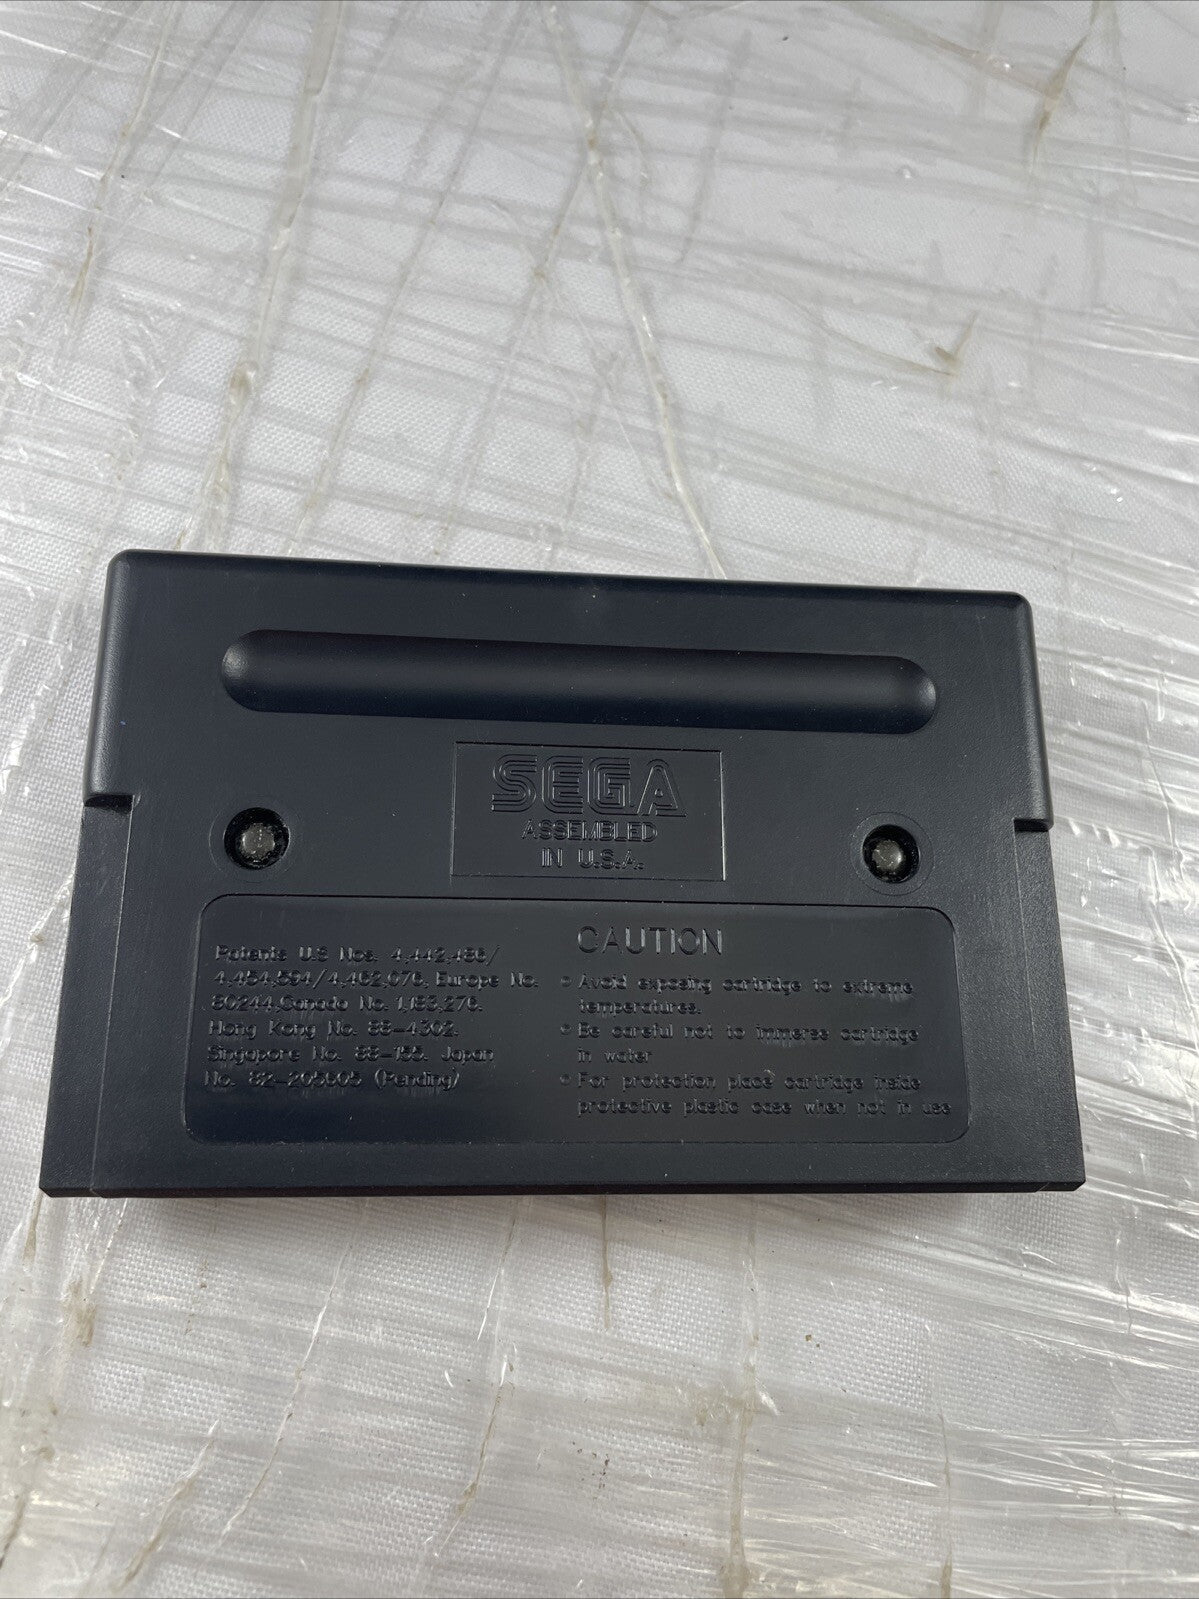 SEGA
ASSEMBLED
IN U.S.A.
Patents U.S Nos. 4,442,486/
4,454,594/4,462,076, Europe No.
80244,Canada No. 1,183,276.
Hong Kong No. 88-4302.
Singapore No. 88-155. Japan
No. 82-205605 (Pending)
CAUTION
○ Avoid exposing cartridge to extreme
temperatures.
○ Be careful not to immerse cartridge
in water
○ For protection place cartridge inside
protective plastic case when not in use